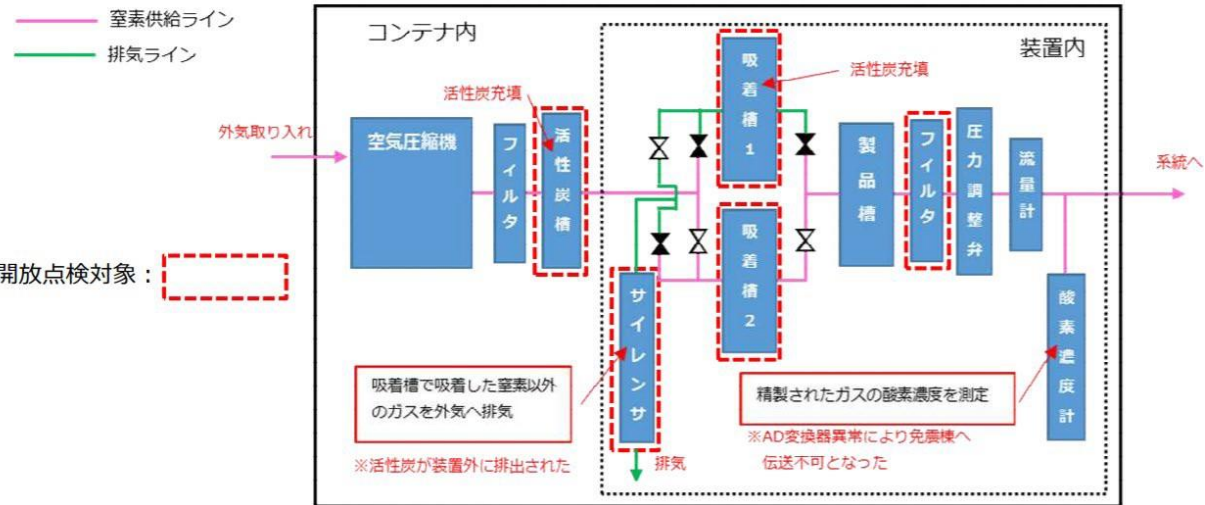 窒素供給ライン
排気ライン
コンテナ内
装置内
活性炭充填
外気取り入れ
空気圧縮機
フィルタ
活性炭槽
吸着槽1
活性炭充填
吸着槽2
製品槽
フィルタ
圧力調整弁
流量計
系統へ
開放点検対象：
サイレンサ
酸素濃度計
吸着槽で吸着した窒素以外
のガスを外気へ排気
※活性炭が装置外に排出された
排気
精製されたガスの酸素濃度を測定
※AD変換器異常により免震棟へ
伝送不可となった